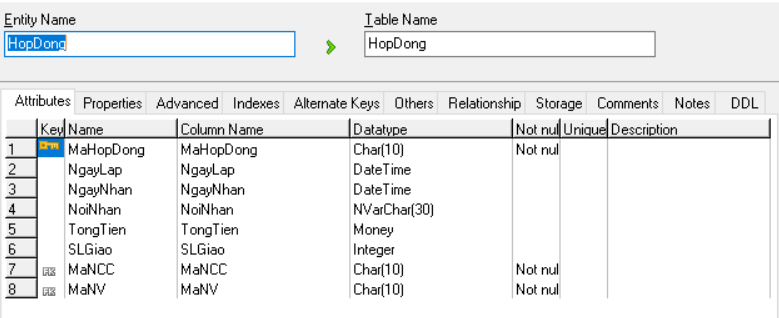 Entity Name Table Name
HopDong HopDong
Attributes Properties Advanced Indexes Alternate Keys Others Relationship Storage Comments Notes DDL
Key Name Column Name Datatype Not nul Unique Description
1 MaHopDong MaHopDong Char(10) Not nul
2 NgayLap NgayLap DateTime
3 NgayNhan NgayNhan DateTime
4 NoiNhan NoiNhan NVarChar(30)
5 TongTien TongTien Money
6 SLGiao SLGiao Integer
7 MaNCC MaNCC Char(10) Not nul
8 MaNV MaNV Char(10) Not nul